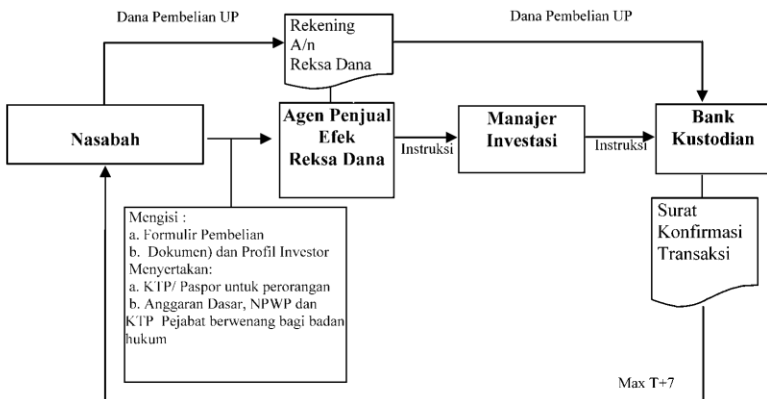 Dana Pembelian UP
Rekening
A/n
Reksa Dana
Dana Pembelian UP
Nasabah
Agen Penjual
Efek
Reksa Dana
Instruksi
Manajer
Investasi
Instruksi
Bank
Kustodian
Mengisi :
a. Formulir Pembelian
b. Dokumen) dan Profil Investor
Menyertakan:
a. KTP/ Paspor untuk perorangan
b. Anggaran Dasar, NPWP dan
KTP Pejabat berwenang bagi badan
hukum
Surat
Konfirmasi
Transaksi
Max T+7